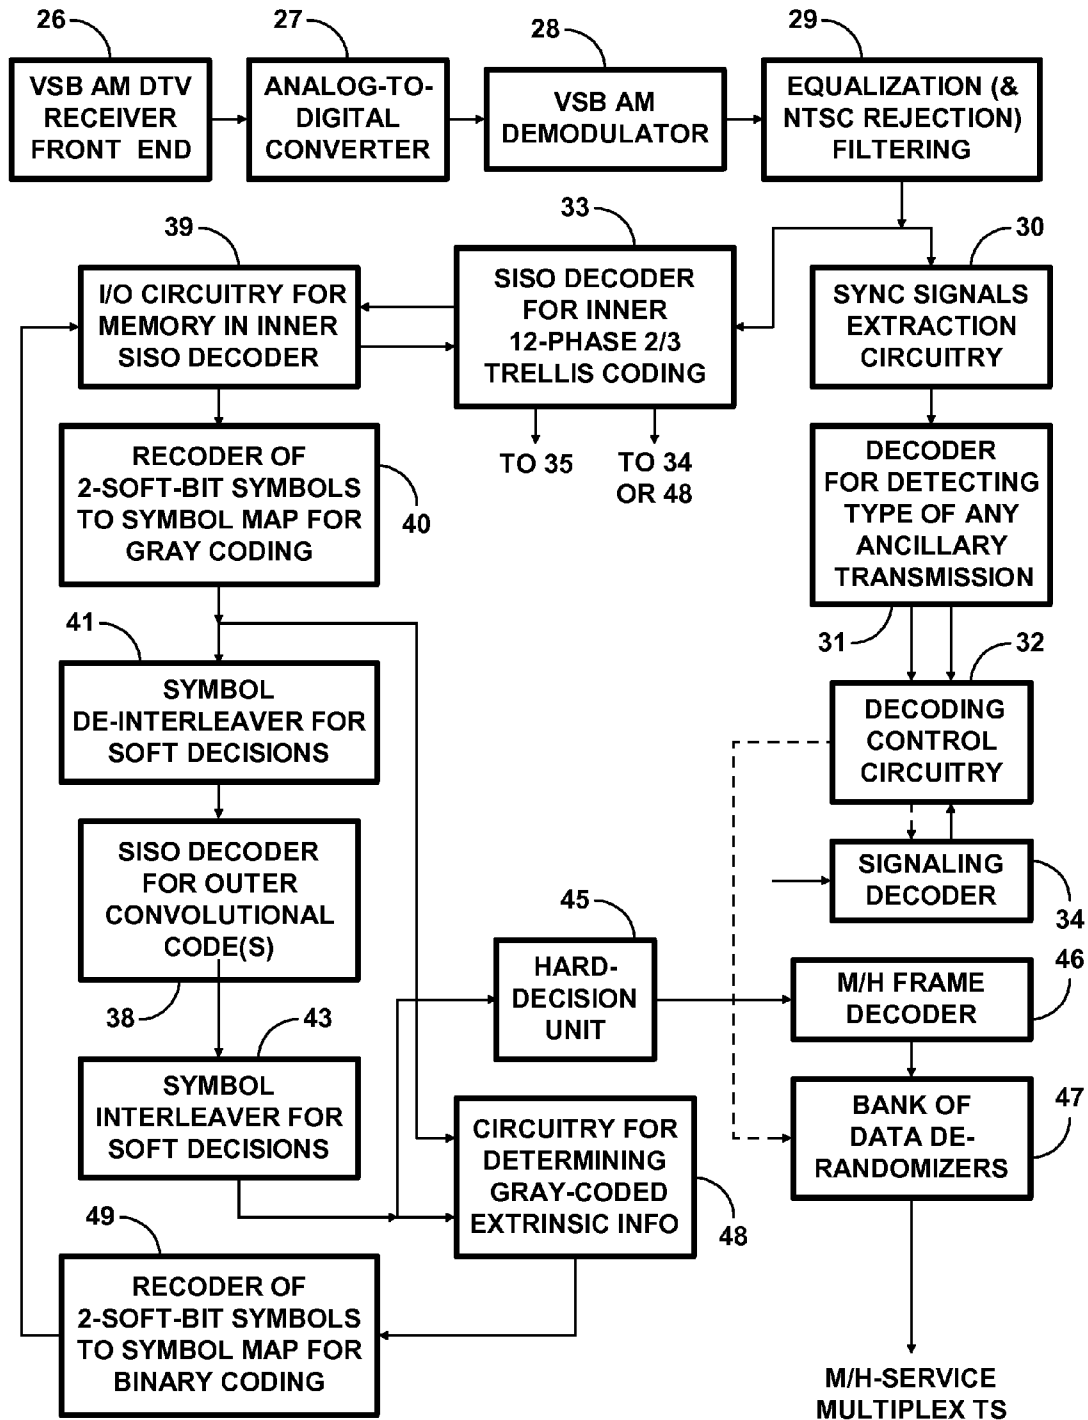 26
27
28
29
VSB AM DTV
RECEIVER
FRONT END
ANALOG-TO-
DIGITAL
CONVERTER
VSB AM
DEMODULATOR
EQUALIZATION (&
NTSC REJECTION)
FILTERING
39
33
30
I/O CIRCUITRY FOR
MEMORY IN INNER
SISO DECODER
SISO DECODER
FOR INNER
12-PHASE 2/3
TRELLIS CODING
SYNC SIGNALS
EXTRACTION
CIRCUITRY
TO 35
TO 34
OR 48
RECODER OF
2-SOFT-BIT SYMBOLS
TO SYMBOL MAP FOR
GRAY CODING
40
DECODER
FOR DETECTING
TYPE OF ANY
ANCILLARY
TRANSMISSION
31
32
41
SYMBOL
DE-INTERLEAVER FOR
SOFT DECISIONS
DECODING
CONTROL
CIRCUITRY
SISO DECODER
FOR OUTER
CONVOLUTIONAL
CODE(S)
38
SIGNALING
DECODER
34
45
HARD-
DECISION
UNIT
46
M/H FRAME
DECODER
43
SYMBOL
INTERLEAVER FOR
SOFT DECISIONS
CIRCUITRY FOR
DETERMINING
GRAY-CODED
EXTRINSIC INFO
48
47
BANK OF
DATA DE-
RANDOMIZERS
49
RECODER OF
2-SOFT-BIT SYMBOLS
TO SYMBOL MAP FOR
BINARY CODING
M/H-SERVICE
MULTIPLEX TS